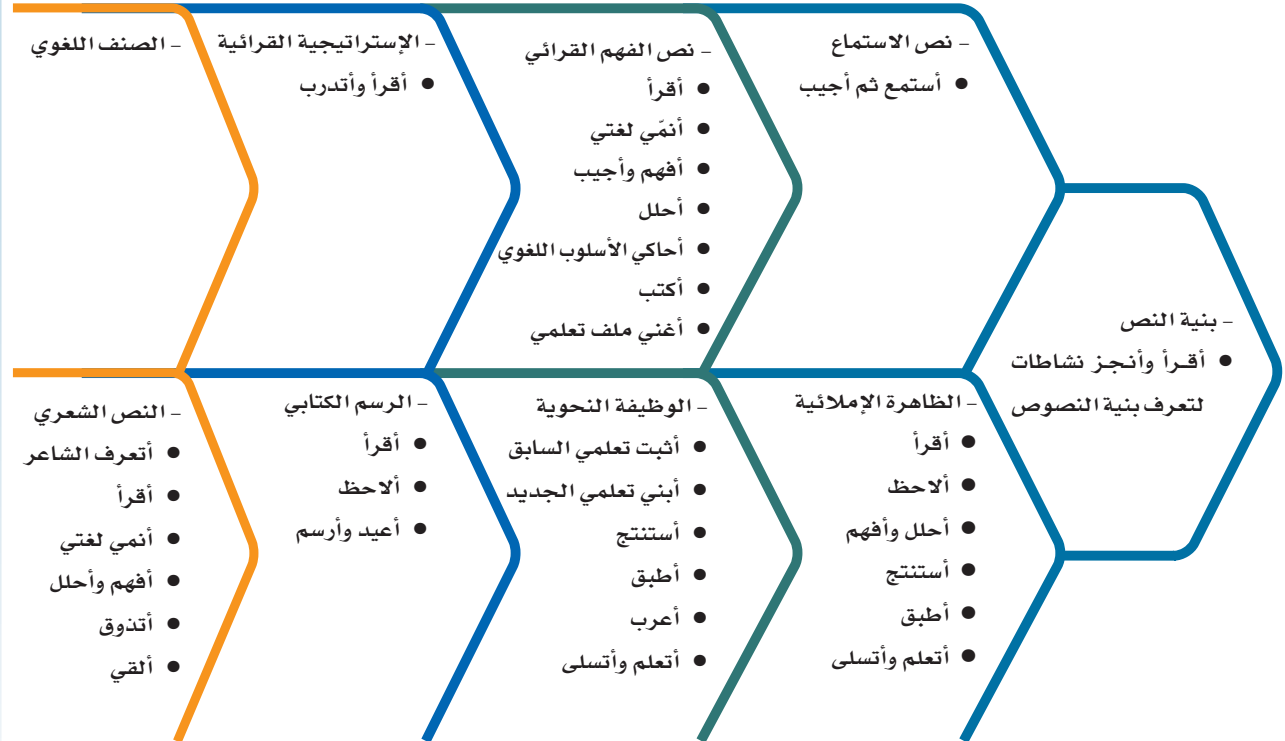 – بنية النص
● أقـرأ وأنـجـز نشاطات
لتعرف بنية النصوص
– نص الاستماع
● أستمع ثم أجيب
– نص الفهم القرائي
● أقرأ
● أنمّي لغتي
● أفهم وأجيب
● أحلل
● أحاكي الأسلوب اللغوي
● أكتب
● أغني ملف تعلمي
– الإستراتيجية القرائية
● أقرأ وأتدرب
– الصنف اللغوي
– الظاهرة الإملائية
● أقرأ
● ألاحظ
● أحلل وأفهم
● أستنتج
● أطبق
● أتعلم وأتسلى
– الوظيفة النحوية
● أثبت تعلمي السابق
● أبني تعلمي الجديد
● أستنتج
● أطبق
● أعرب
● أتعلم وأتسلى
– الرسم الكتابي
● أقرأ
● ألاحظ
● أعيد وأرسم
– النص الشعري
● أتعرف الشاعر
● أقرأ
● أنمي لغتي
● أفهم وأحلل
● أتذوق
● ألقي